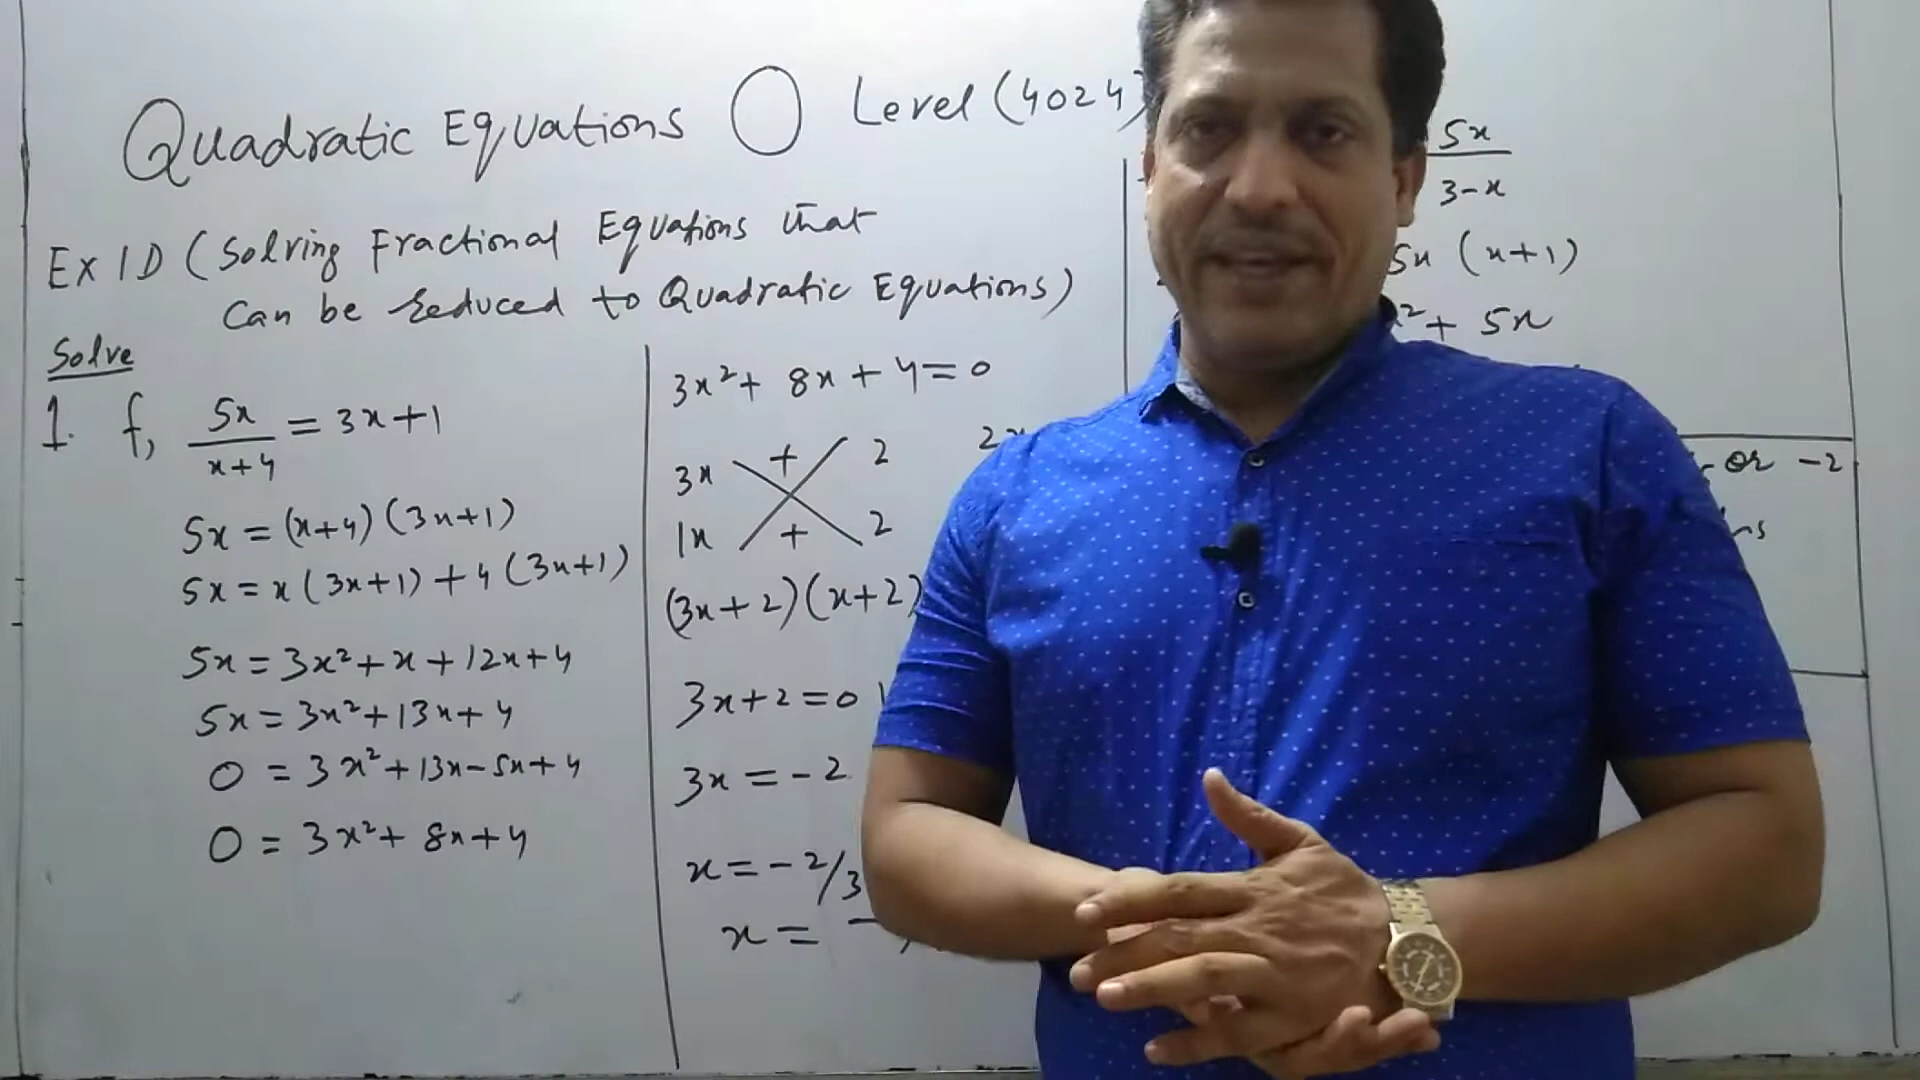 Quadratic Equations O Level (4024)
Ex 1D (Solving Fractional Equations that
can be reduced to Quadratic Equations)
Solve
1. f, 5x/x+4 = 3x+1
5x = (x+4)(3x+1)
5x = x(3x+1) + 4(3x+1)
5x = 3x² + x + 12x + 4
5x = 3x² + 13x + 4
0 = 3x² + 13x - 5x + 4
0 = 3x² + 8x + 4
3x² + 8x + 4 = 0
3x + 2
1x + 2
(3x+2)(x+2)
3x+2 = 0
3x = -2
x = -2/3
x =
5x/3-x
5x (x+1)
² + 5x
or -2